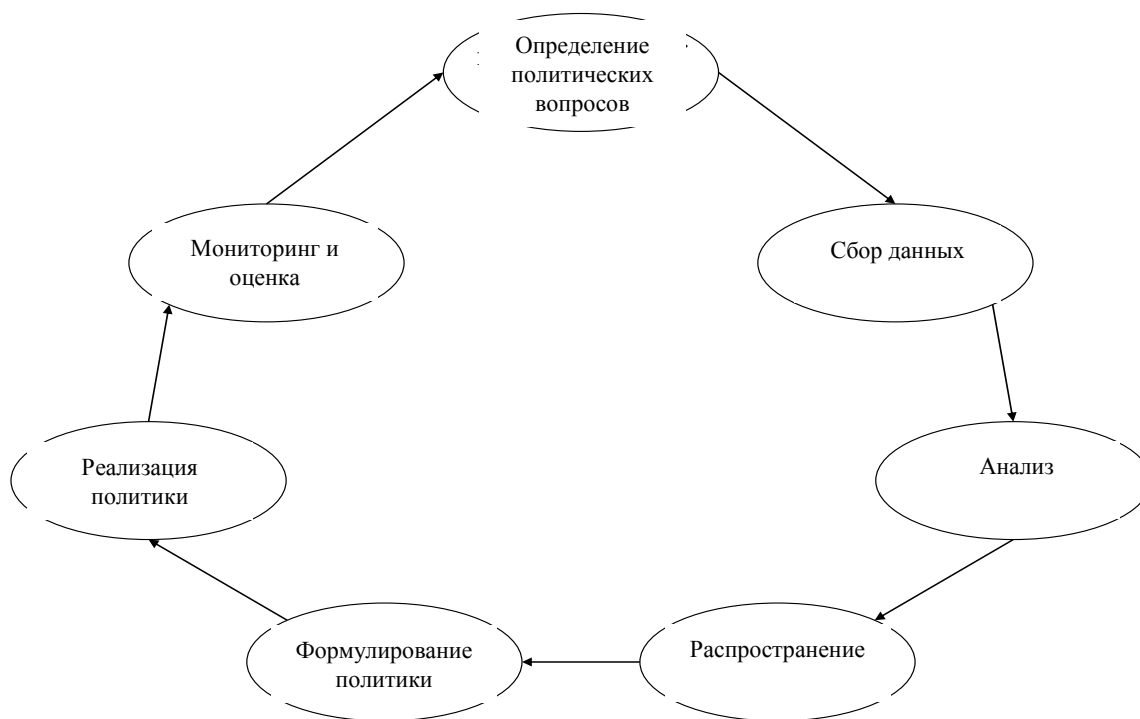 Определение
политических
вопросов
Сбор данных
Анализ
Распространение
Формулирование
политики
Реализация
политики
Мониторинг и
оценка